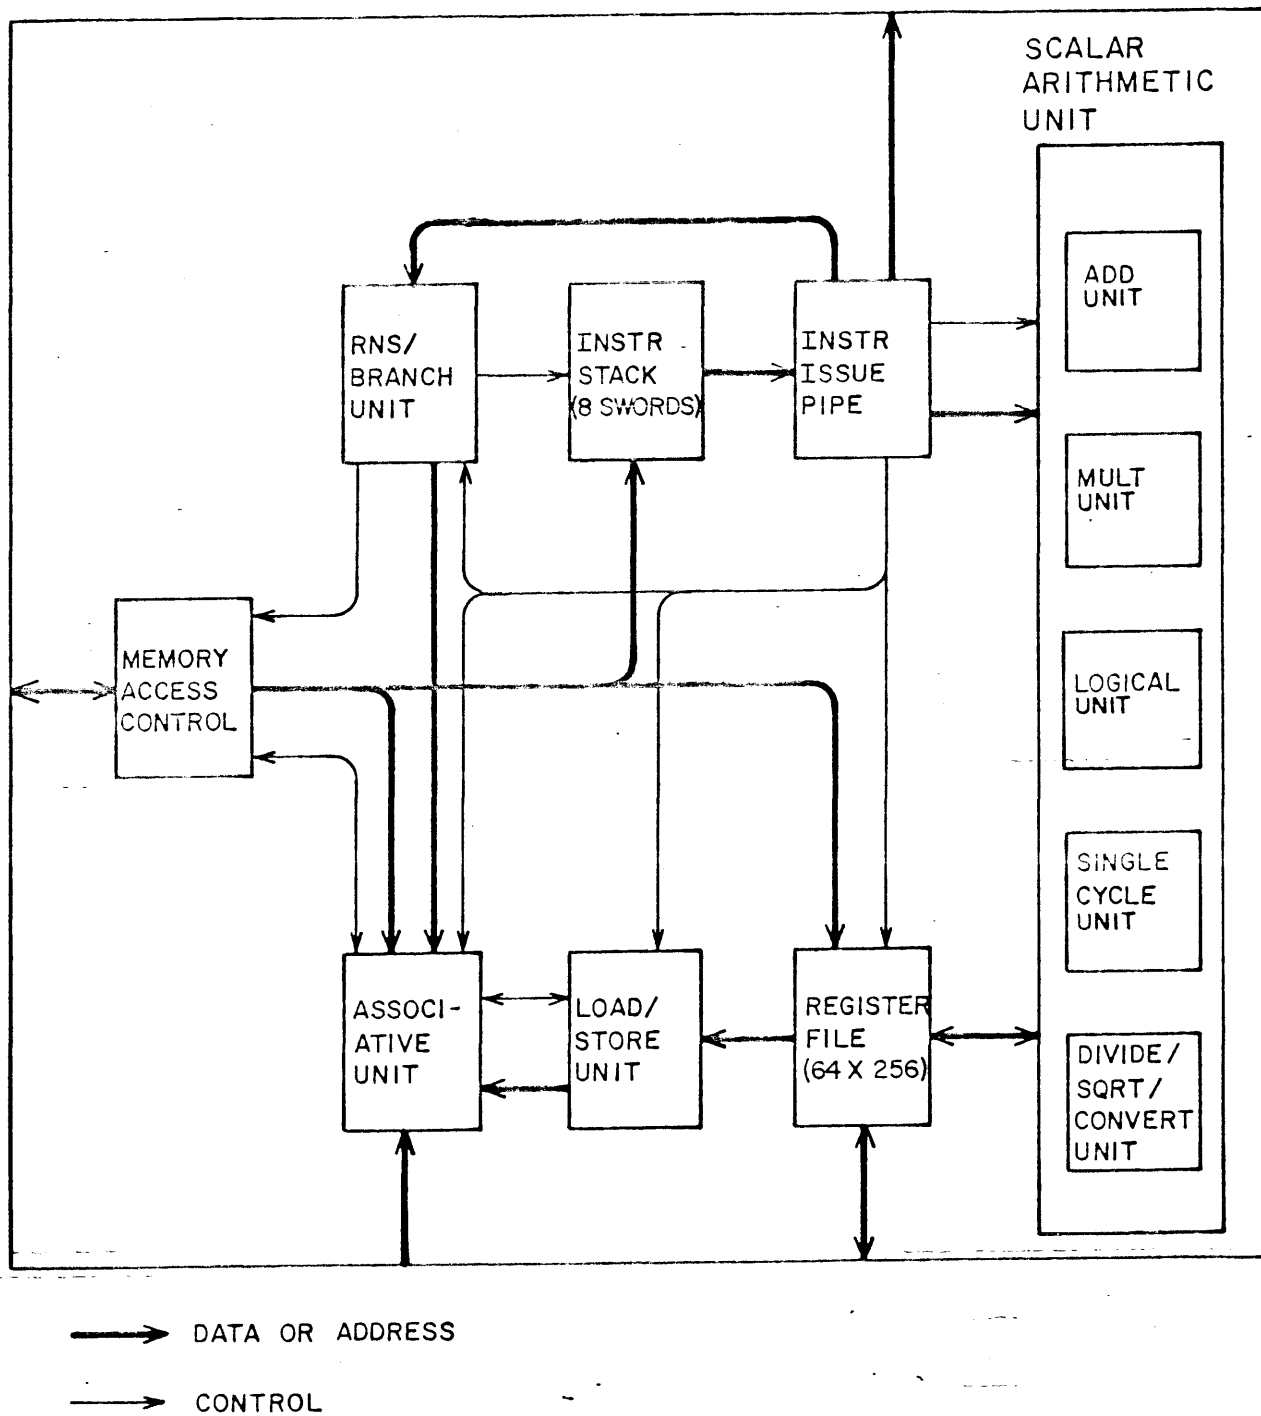 SCALAR
ARITHMETIC
UNIT
ADD
UNIT
RNS/
BRANCH
UNIT
INSTR
STACK
(8 SWORDS)
INSTR
ISSUE
PIPE
MULT
UNIT
MEMORY
ACCESS
CONTROL
LOGICAL
UNIT
SINGLE
CYCLE
UNIT
ASSOCI-
ATIVE
UNIT
LOAD/
STORE
UNIT
REGISTER
FILE
(64 X 256)
DIVIDE/
SQRT/
CONVERT
UNIT
DATA OR ADDRESS
CONTROL